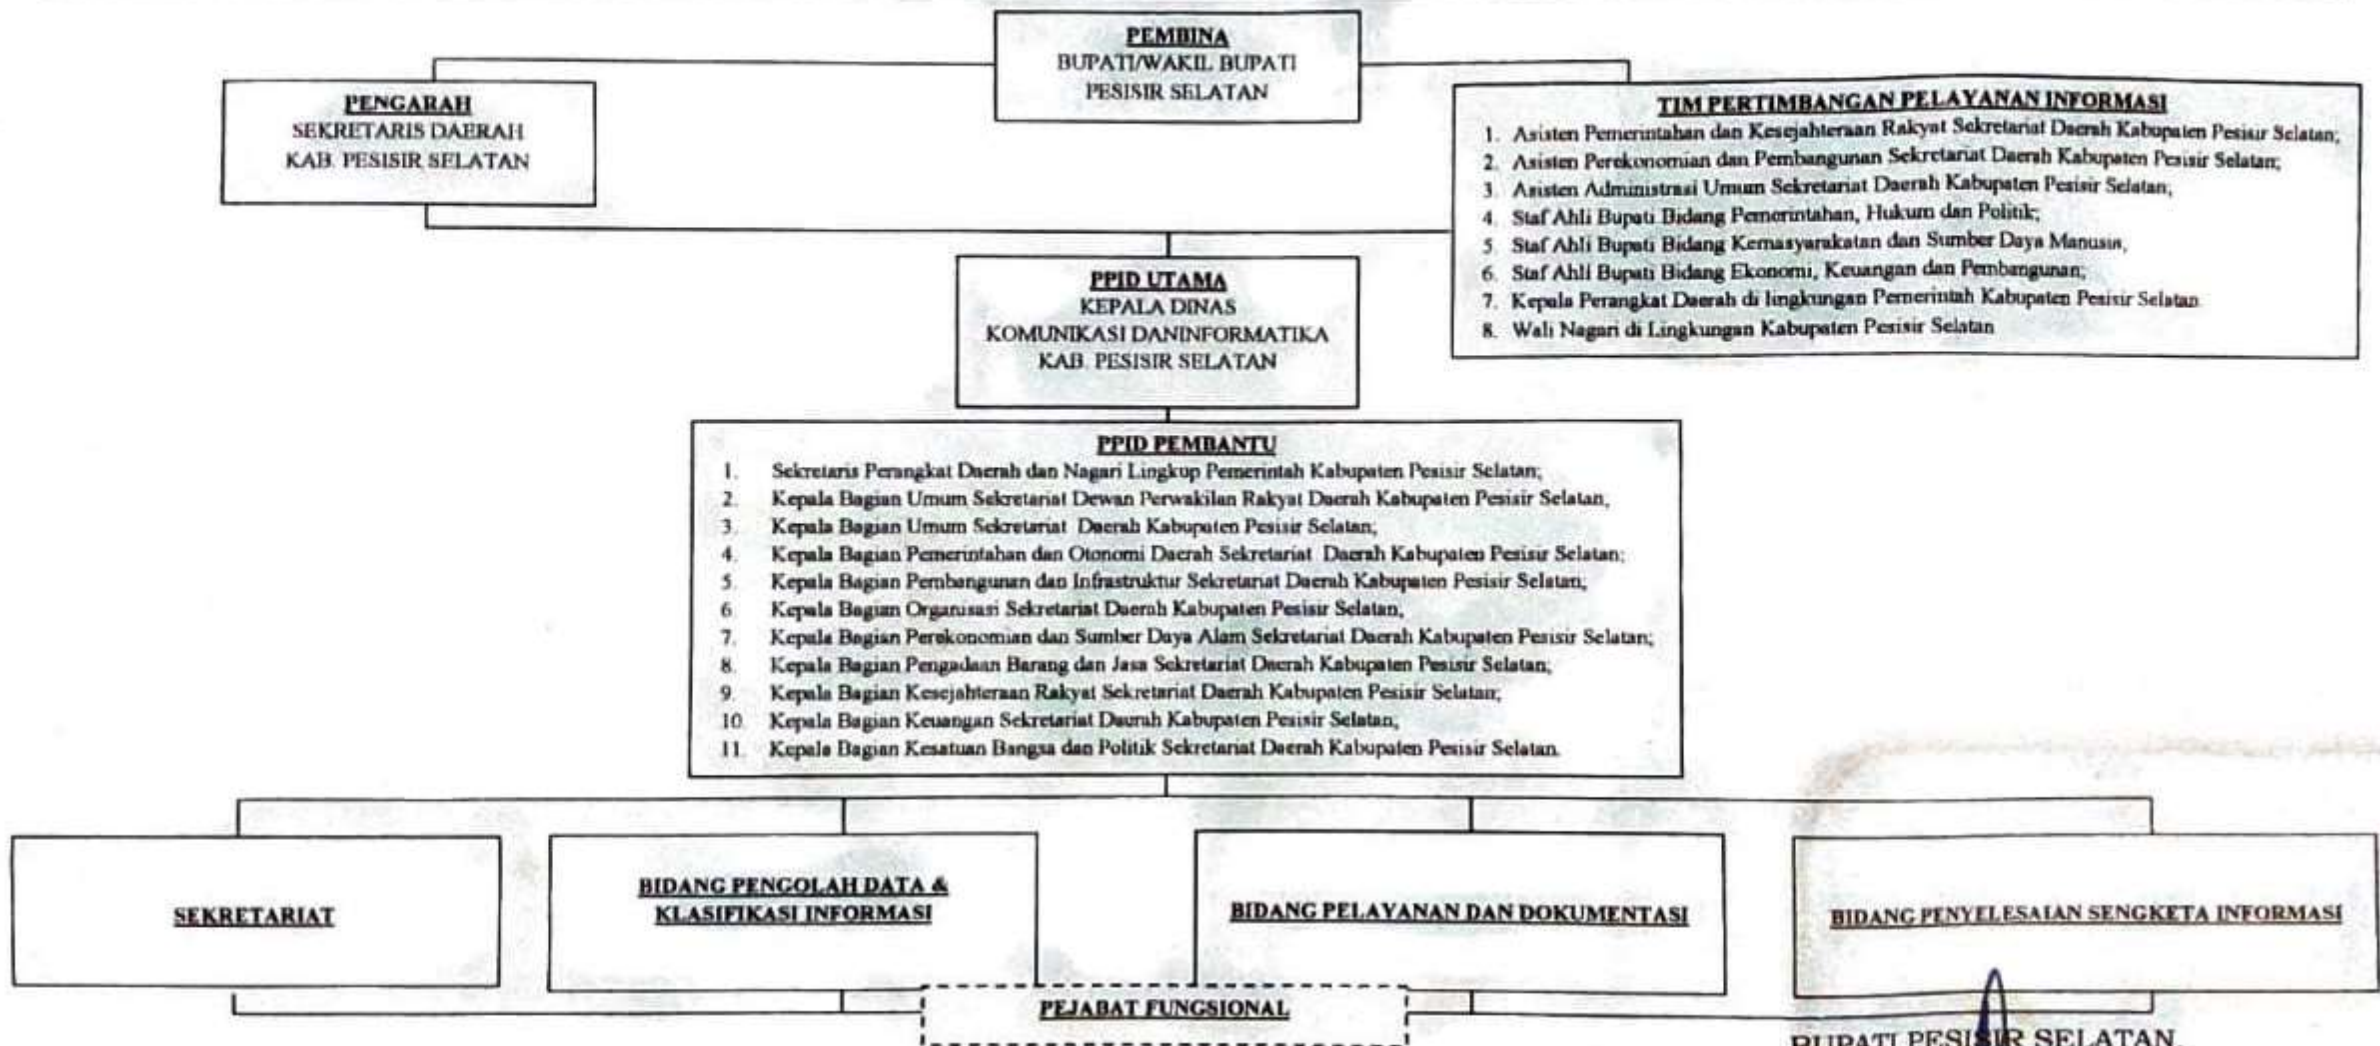 PEMBINA
BUPATI/WAKIL BUPATI
PESISIR SELATAN
PENGARAH
SEKRETARIS DAERAH
KAB. PESISIR SELATAN
TIM PERTIMBANGAN PELAYANAN INFORMASI
1. Asisten Pemerintahan dan Kesejahteraan Rakyat Sekretariat Daerah Kabupaten Pesisir Selatan;
2. Asisten Perekonomian dan Pembangunan Sekretariat Daerah Kabupaten Pesisir Selatan;
3. Asisten Administrasi Umum Sekretariat Daerah Kabupaten Pesisir Selatan;
4. Staf Ahli Bupati Bidang Pemerintahan, Hukum dan Politik;
5. Staf Ahli Bupati Bidang Kemasyarakatan dan Sumber Daya Manusia,
6. Staf Ahli Bupati Bidang Ekonomi, Keuangan dan Pembangunan;
7. Kepala Perangkat Daerah di lingkungan Pemerintah Kabupaten Pesisir Selatan
8. Wali Nagari di Lingkungan Kabupaten Pesisir Selatan
PPID UTAMA
KEPALA DINAS
KOMUNIKASI DANINFORMATIKA
KAB. PESISIR SELATAN
PPID PEMBANTU
1. Sekretaris Perangkat Daerah dan Nagari Lingkup Pemerintah Kabupaten Pesisir Selatan;
2. Kepala Bagian Umum Sekretariat Dewan Perwakilan Rakyat Daerah Kabupaten Pesisir Selatan,
3. Kepala Bagian Umum Sekretariat Daerah Kabupaten Pesisir Selatan;
4. Kepala Bagian Pemerintahan dan Otonomi Daerah Sekretariat Daerah Kabupaten Pesisir Selatan;
5. Kepala Bagian Pembangunan dan Infrastruktur Sekretariat Daerah Kabupaten Pesisir Selatan;
6. Kepala Bagian Organisasi Sekretariat Daerah Kabupaten Pesisir Selatan,
7. Kepala Bagian Perekonomian dan Sumber Daya Alam Sekretariat Daerah Kabupaten Pesisir Selatan;
8. Kepala Bagian Pengadaan Barang dan Jasa Sekretariat Daerah Kabupaten Pesisir Selatan;
9. Kepala Bagian Kesejahteraan Rakyat Sekretariat Daerah Kabupaten Pesisir Selatan;
10. Kepala Bagian Keuangan Sekretariat Daerah Kabupaten Pesisir Selatan;
11. Kepala Bagian Kesatuan Bangsa dan Politik Sekretariat Daerah Kabupaten Pesisir Selatan.
SEKRETARIAT
BIDANG PENGOLAH DATA &
KLASIFIKASI INFORMASI
BIDANG PELAYANAN DAN DOKUMENTASI
BIDANG PENYELESAIAN SENGKETA INFORMASI
PEJABAT FUNGSIONAL
BUPATI PESISIR SELATAN,